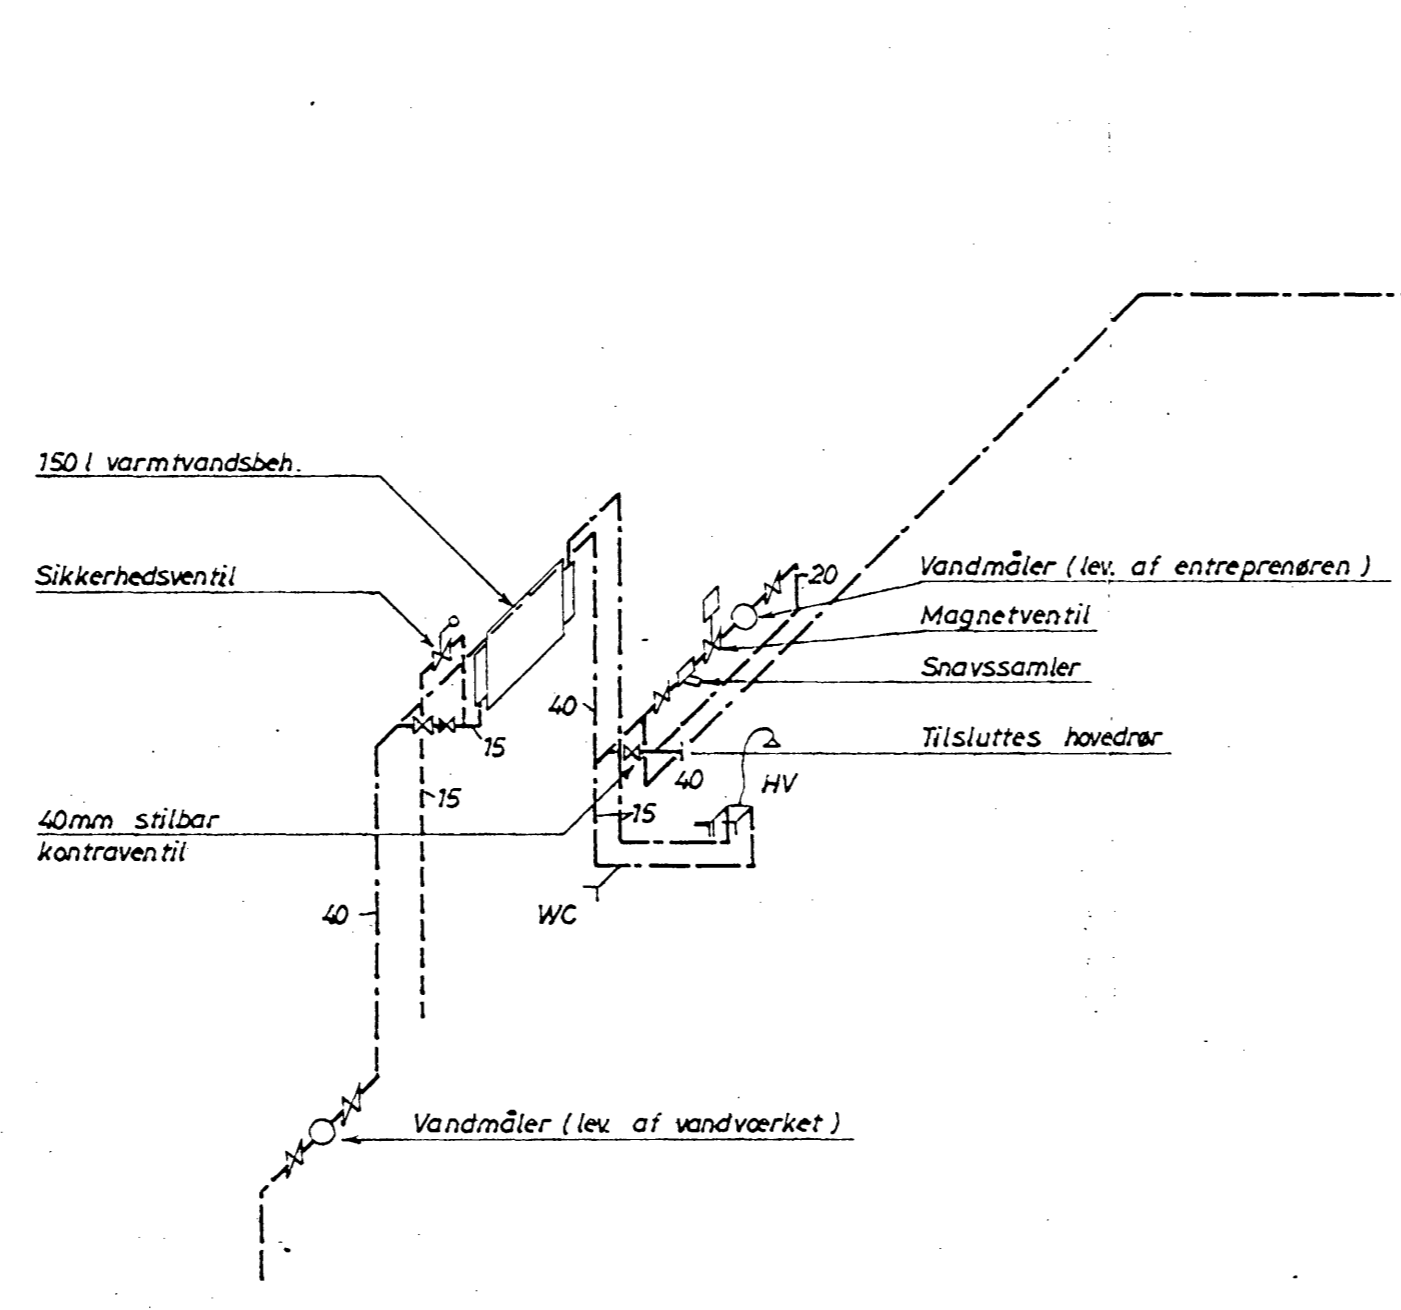 150 l varmtvandsbeh.
Sikkerhedsventil
20
Vandmåler (lev. af entreprenøren)
Magnetventil
Snavssamler
40
15
Tilsluttes hovedrør
40
HV
15
15
40mm stilbar
kontraventil
40
WC
Vandmåler (lev. af vandværket)